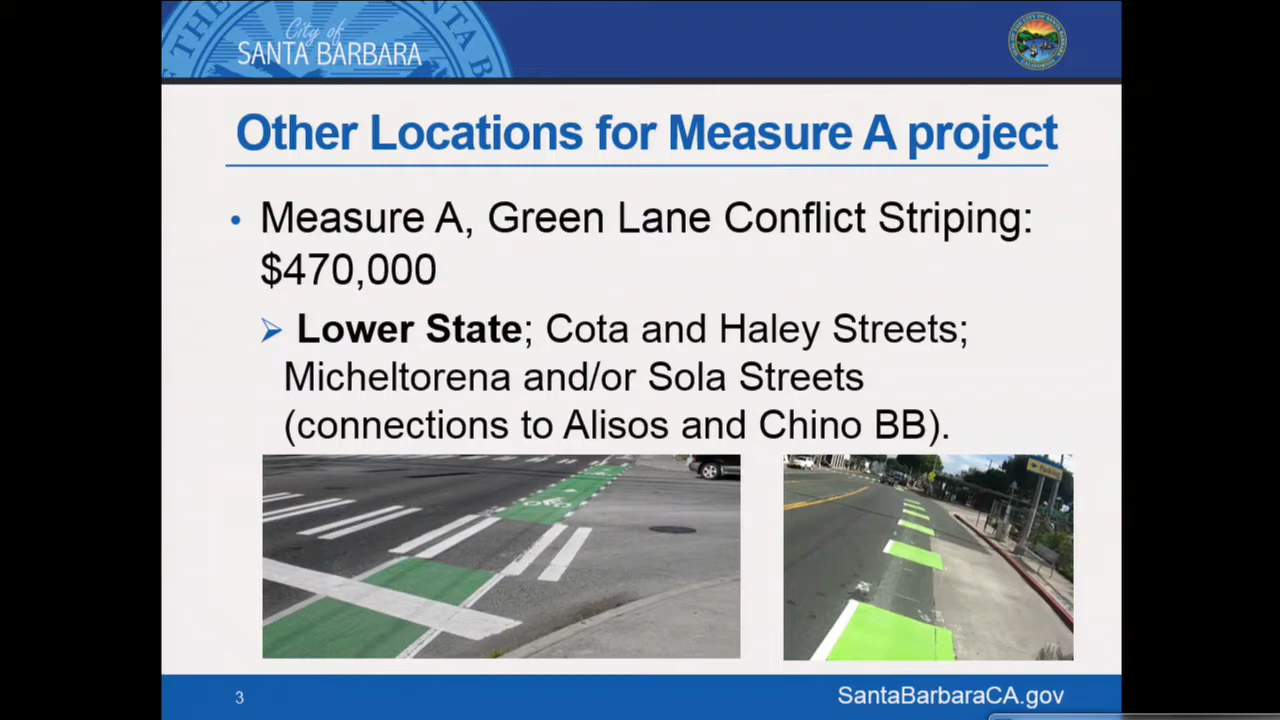 City of
SANTA BARBARA
Other Locations for Measure A project
• Measure A, Green Lane Conflict Striping:
$470,000
➢ Lower State; Cota and Haley Streets;
Micheltorena and/or Sola Streets
(connections to Alisos and Chino BB).
3
SantaBarbaraCA.gov